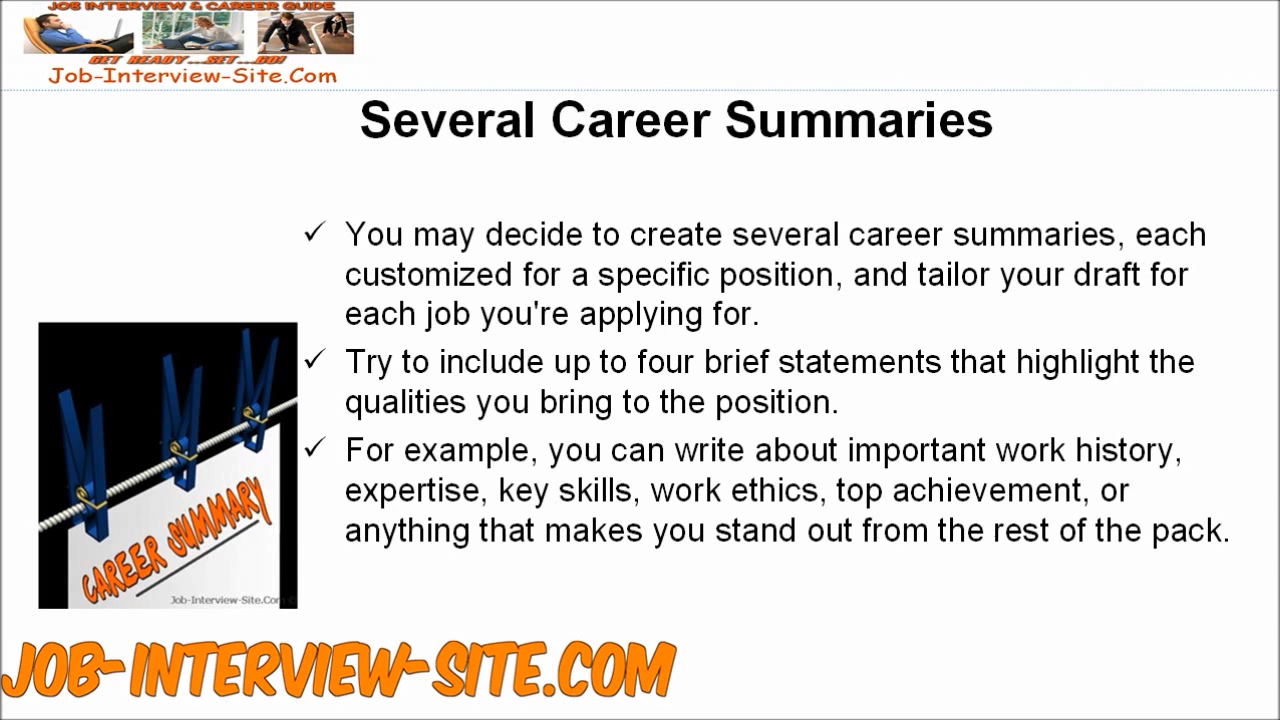 JOB INTERVIEW & CAREER GUIDE
GET READY...SET...GO!
Job-Interview-Site.Com
Several Career Summaries
✓ You may decide to create several career summaries, each
customized for a specific position, and tailor your draft for
each job you're applying for.
✓ Try to include up to four brief statements that highlight the
qualities you bring to the position.
✓ For example, you can write about important work history,
expertise, key skills, work ethics, top achievement, or
anything that makes you stand out from the rest of the pack.
CAREER SUMMARY
Job-Interview-Site.Com ©
JOB-INTERVIEW-SITE.COM